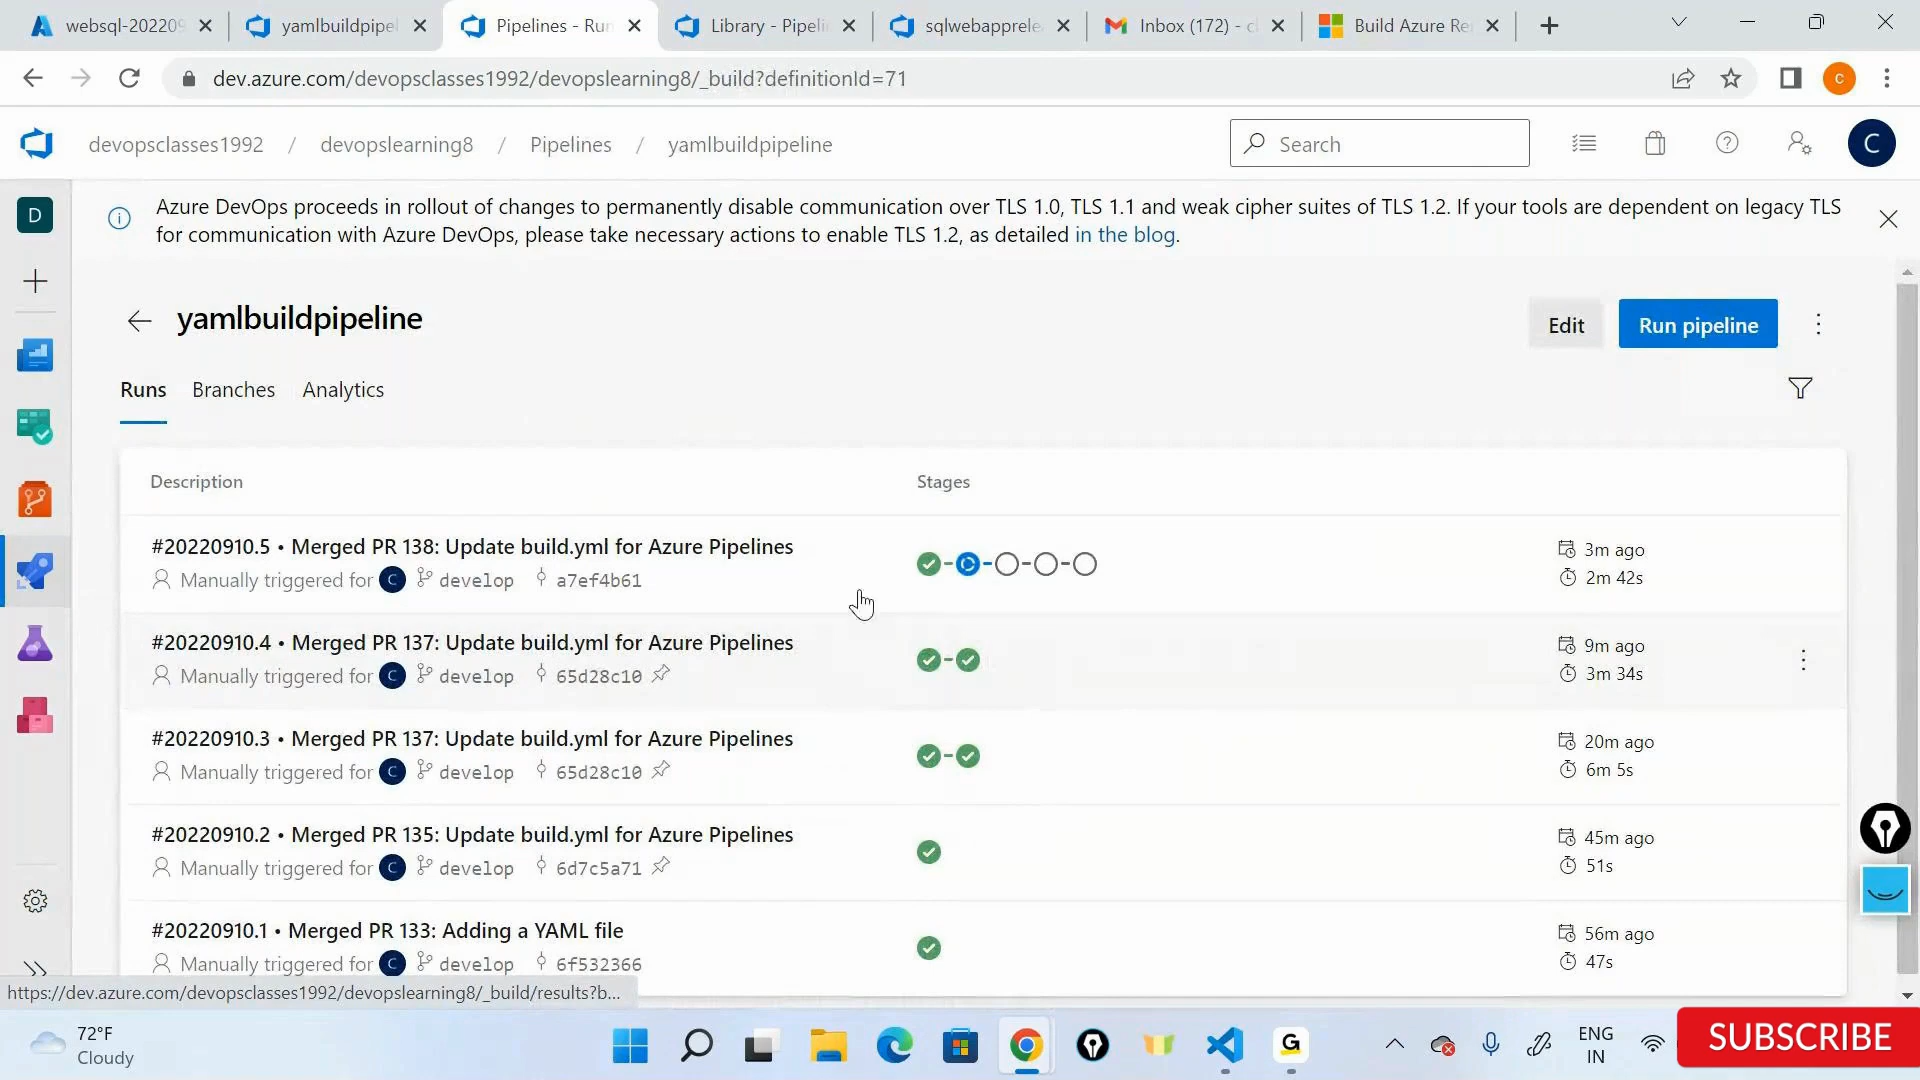 websql-202209
yamlbuildpipel
Pipelines - Run
Library - Pipeli
sqlwebapprele
Inbox (172) - c
Build Azure Re
dev.azure.com/devopsclasses1992/devopslearning8/_build?definitionId=71
c
devopsclasses1992 / devopslearning8 / Pipelines / yamlbuildpipeline
Search
C
D
Azure DevOps proceeds in rollout of changes to permanently disable communication over TLS 1.0, TLS 1.1 and weak cipher suites of TLS 1.2. If your tools are dependent on legacy TLS
for communication with Azure DevOps, please take necessary actions to enable TLS 1.2, as detailed in the blog.
yamlbuildpipeline
Edit
Run pipeline
Runs Branches Analytics
Description
Stages
#20220910.5 • Merged PR 138: Update build.yml for Azure Pipelines
Manually triggered for C develop a7ef4b61
3m ago
2m 42s
#20220910.4 • Merged PR 137: Update build.yml for Azure Pipelines
Manually triggered for C develop 65d28c10
9m ago
3m 34s
#20220910.3 • Merged PR 137: Update build.yml for Azure Pipelines
Manually triggered for C develop 65d28c10
20m ago
6m 5s
#20220910.2 • Merged PR 135: Update build.yml for Azure Pipelines
Manually triggered for C develop 6d7c5a71
45m ago
51s
#20220910.1 • Merged PR 133: Adding a YAML file
Manually triggered for C develop 6f532366
56m ago
47s
https://dev.azure.com/devopsclasses1992/devopslearning8/_build/results?b...
72°F
Cloudy
G
ENG
IN
SUBSCRIBE